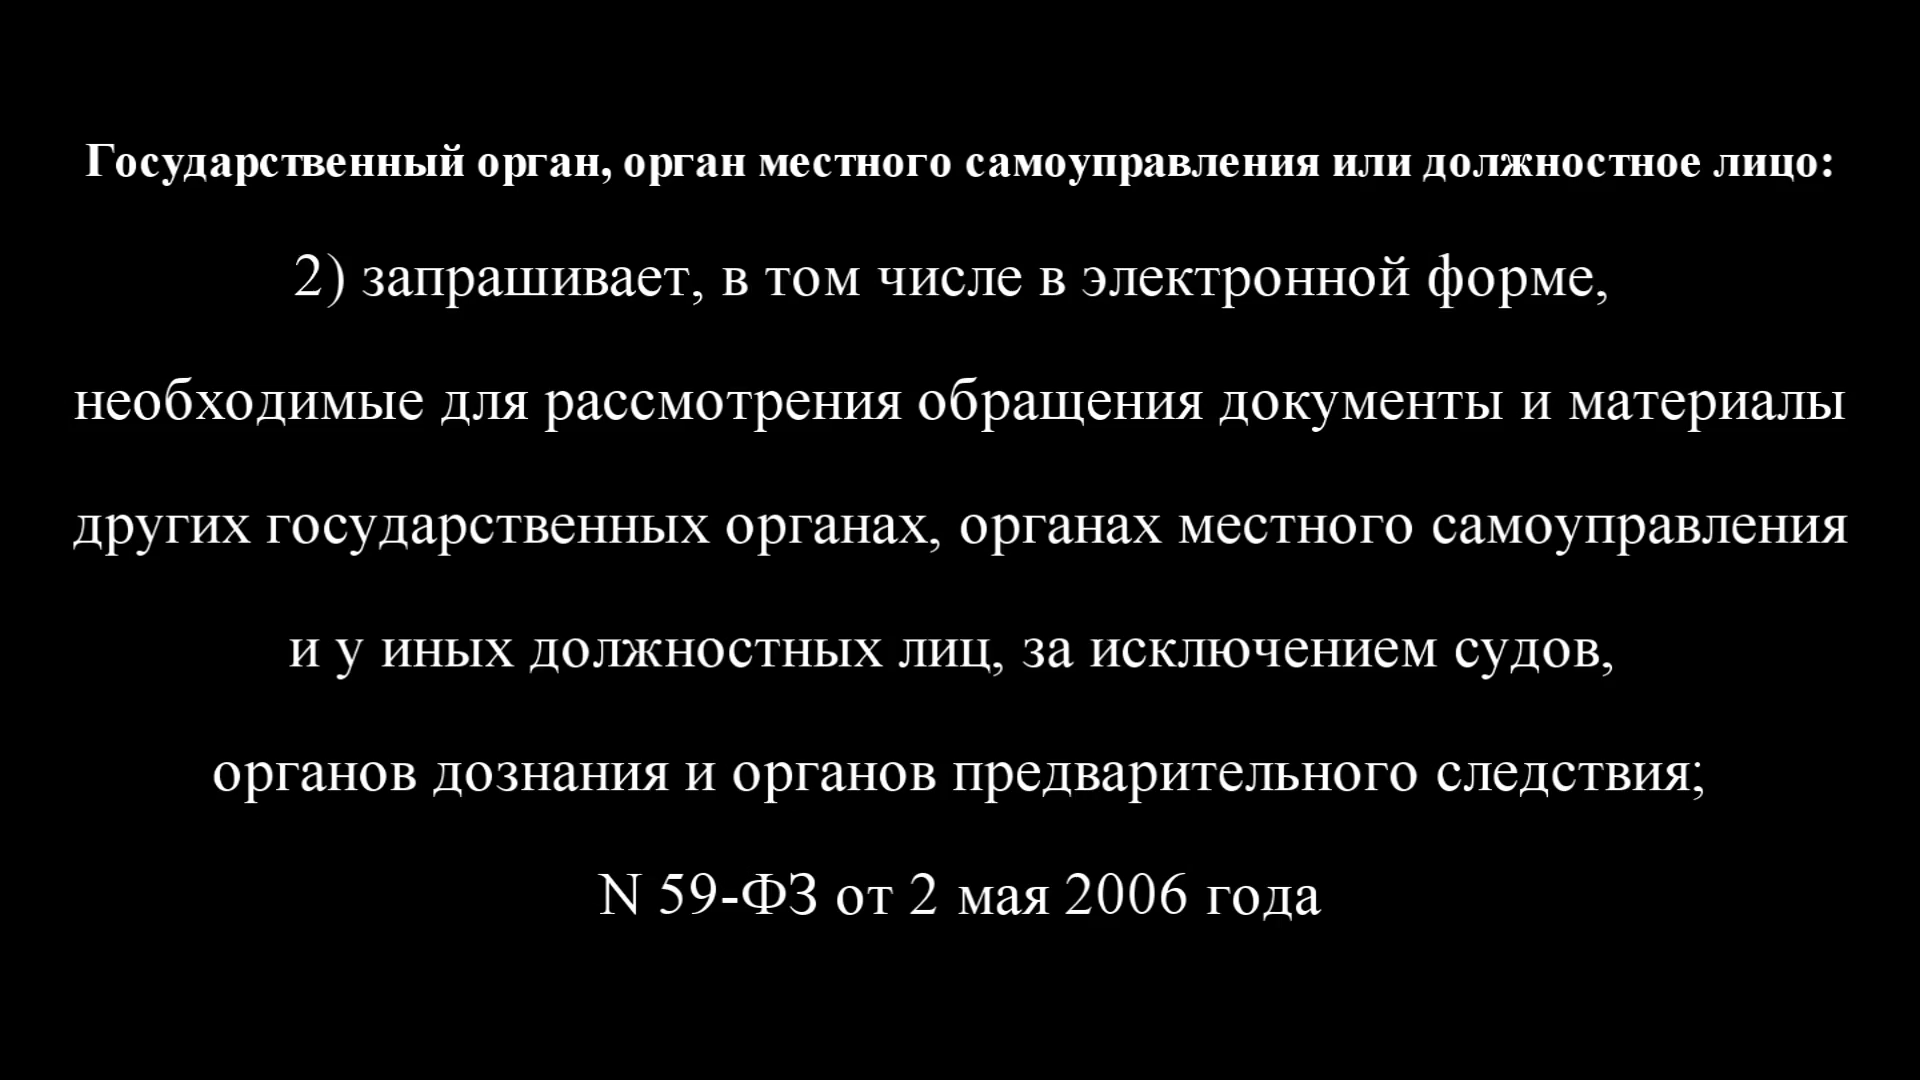 Государственный орган, орган местного самоуправления или должностное лицо:
2) запрашивает, в том числе в электронной форме,
необходимые для рассмотрения обращения документы и материалы
других государственных органах, органах местного самоуправления
и у иных должностных лиц, за исключением судов,
органов дознания и органов предварительного следствия;
N 59-ФЗ от 2 мая 2006 года